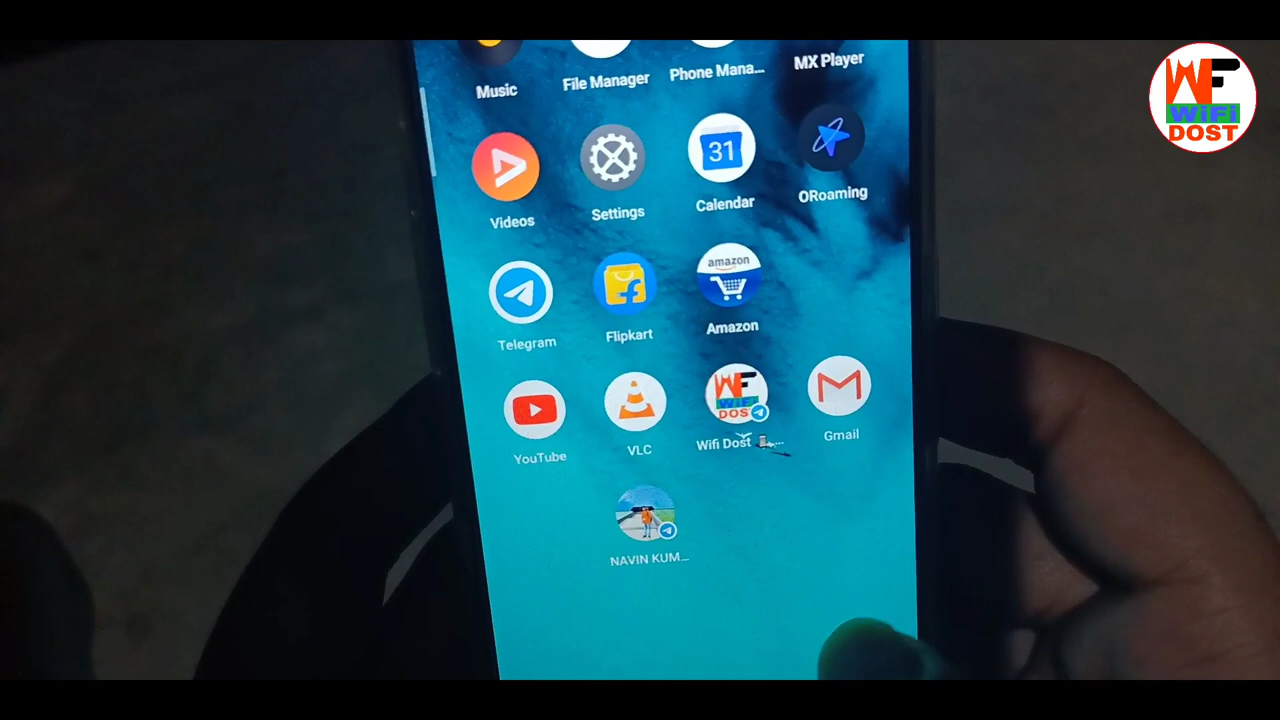 Music
File Manager
Phone Mana...
MX Player
WF
WiFi
DOST
Videos
Settings
31
Calendar
ORoaming
Telegram
f
Flipkart
amazon
Amazon
YouTube
VLC
WF
WiFi
DOS
Wifi Dost
Gmail
NAVIN KUM...